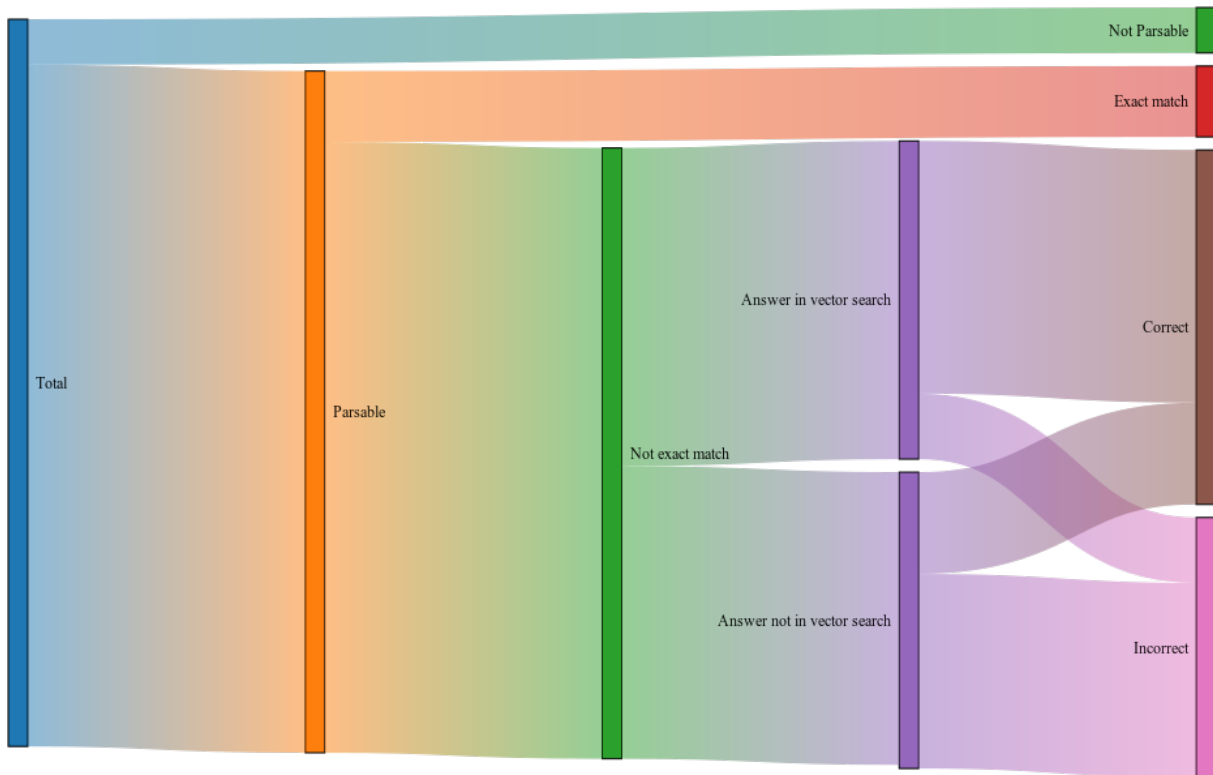 Not Parsable
Exact match
Answer in vector search
Correct
Total
Parsable
Not exact match
Answer not in vector search
Incorrect